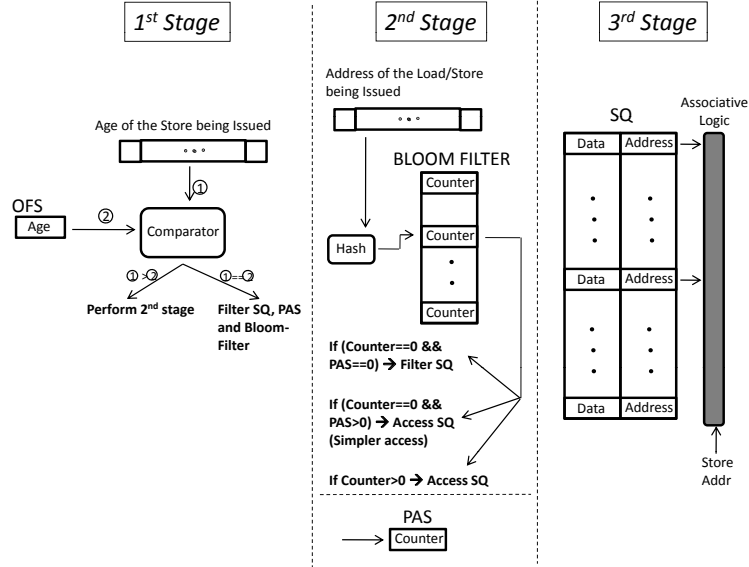 1st Stage
Age of the Store being Issued
①
OFS
Age
②
Comparator
① > ②
① == ②
Perform 2nd stage
Filter SQ, PAS
and Bloom-
Filter
2nd Stage
Address of the Load/Store
being Issued
BLOOM FILTER
Counter
Hash
Counter
Counter
If (Counter==0 &&
PAS==0) → Filter SQ
If (Counter==0 &&
PAS>0) → Access SQ
(Simpler access)
If Counter>0 → Access SQ
PAS
Counter
3rd Stage
SQ
Associative
Logic
Data Address
Data Address
Data Address
Store
Addr